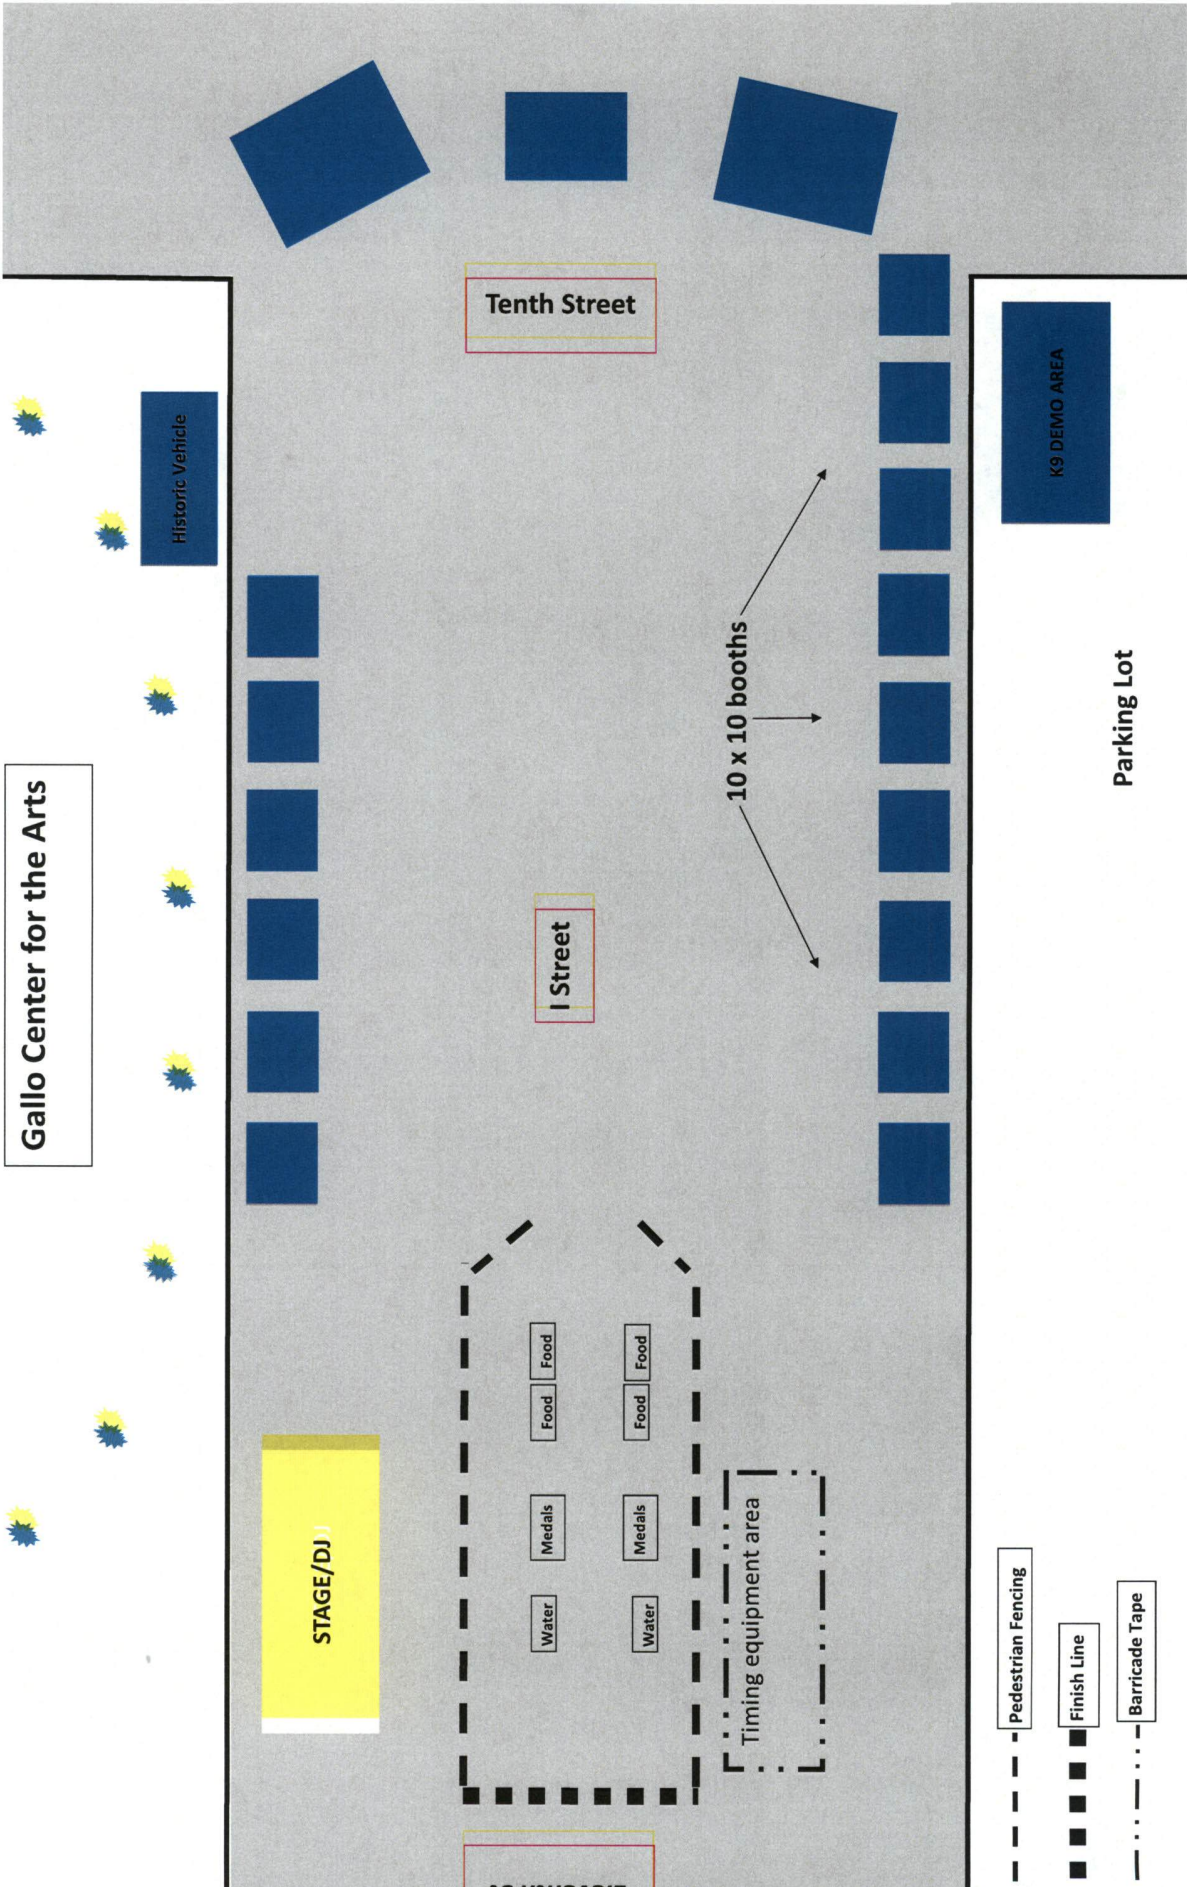 Tenth Street
Historic Vehicle
K9 DEMO AREA
10 x 10 booths
Parking Lot
Gallo Center for the Arts
I Street
Food
Food
Food
Food
Medals
Medals
Water
Water
STAGE/DJ
Timing equipment area
Pedestrian Fencing
Finish Line
Barricade Tape